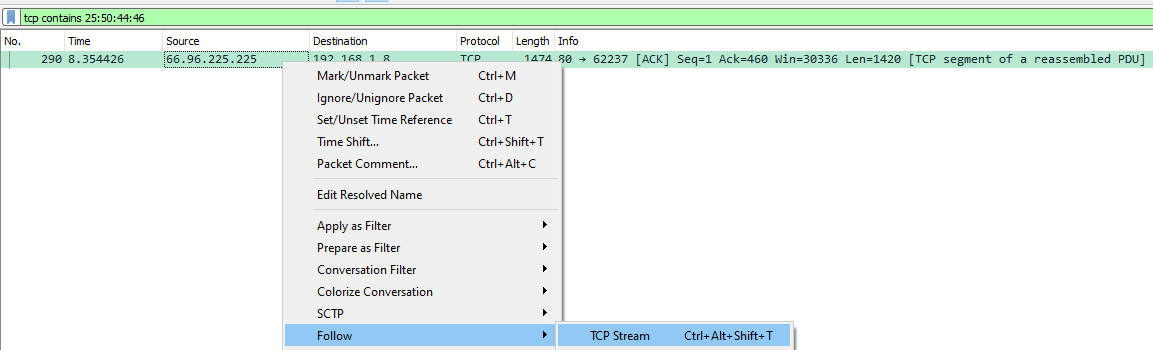 tcp contains 25:50:44:46
No. Time Source Destination Protocol Length Info
290 8.354426 66.96.225.225 192.168.1.8 TCP 1474 80 → 62237 [ACK] Seq=1 Ack=460 Win=30336 Len=1420 [TCP segment of a reassembled PDU]
Mark/Unmark Packet Ctrl+M
Ignore/Unignore Packet Ctrl+D
Set/Unset Time Reference Ctrl+T
Time Shift... Ctrl+Shift+T
Packet Comment... Ctrl+Alt+C
Edit Resolved Name
Apply as Filter
Prepare as Filter
Conversation Filter
Colorize Conversation
SCTP
Follow TCP Stream Ctrl+Alt+Shift+T